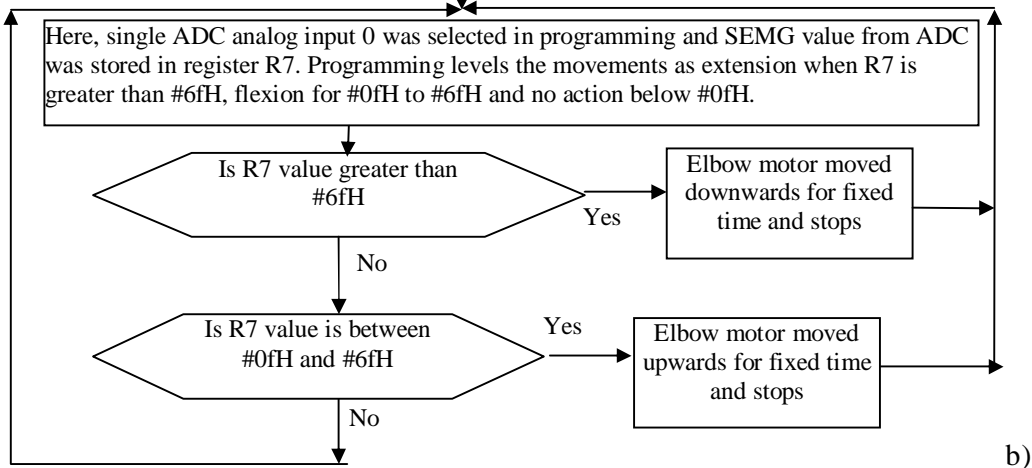 Here, single ADC analog input 0 was selected in programming and SEMG value from ADC
was stored in register R7. Programming levels the movements as extension when R7 is
greater than #6fH, flexion for #0fH to #6fH and no action below #0fH.
Is R7 value greater than
#6fH
Yes
Elbow motor moved
downwards for fixed
time and stops
No
Is R7 value is between
#0fH and #6fH
Yes
Elbow motor moved
upwards for fixed time
and stops
No
b)